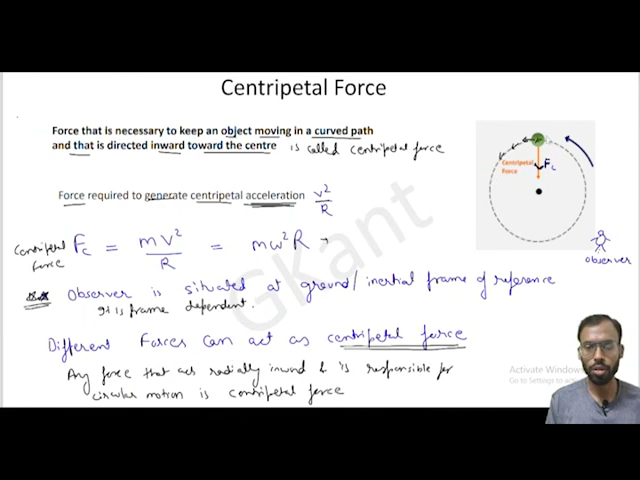 Centripetal Force
Force that is necessary to keep an object moving in a curved path
and that is directed inward toward the centre is called centripetal force
Force required to generate centripetal acceleration v²/R
Centripetal force F_c = mv²/R = mω²R
Observer is situated at ground/inertial frame of reference
It is frame dependent.
Different Forces can act as centripetal force
Any force that acts radially inward & is responsible for
circular motion is centripetal force
Centripetal
Force
F_c
observer
GKant
Activate Windows
Go to Settings to